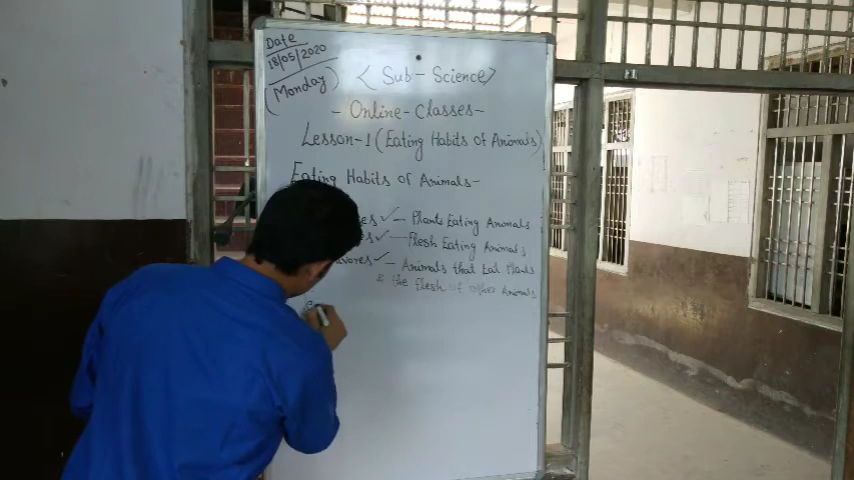 Date
18/05/2020
(Monday)
<Sub-Science>
- Online-Classes-
Lesson-1 (Eating Habits of Animals)
Eating Habits of Animals-
es ✓- Plants Eating Animals
s ✓- Flesh Eating Animals
vores ✓- Animals that Eat Plants
& the flesh of other Animals